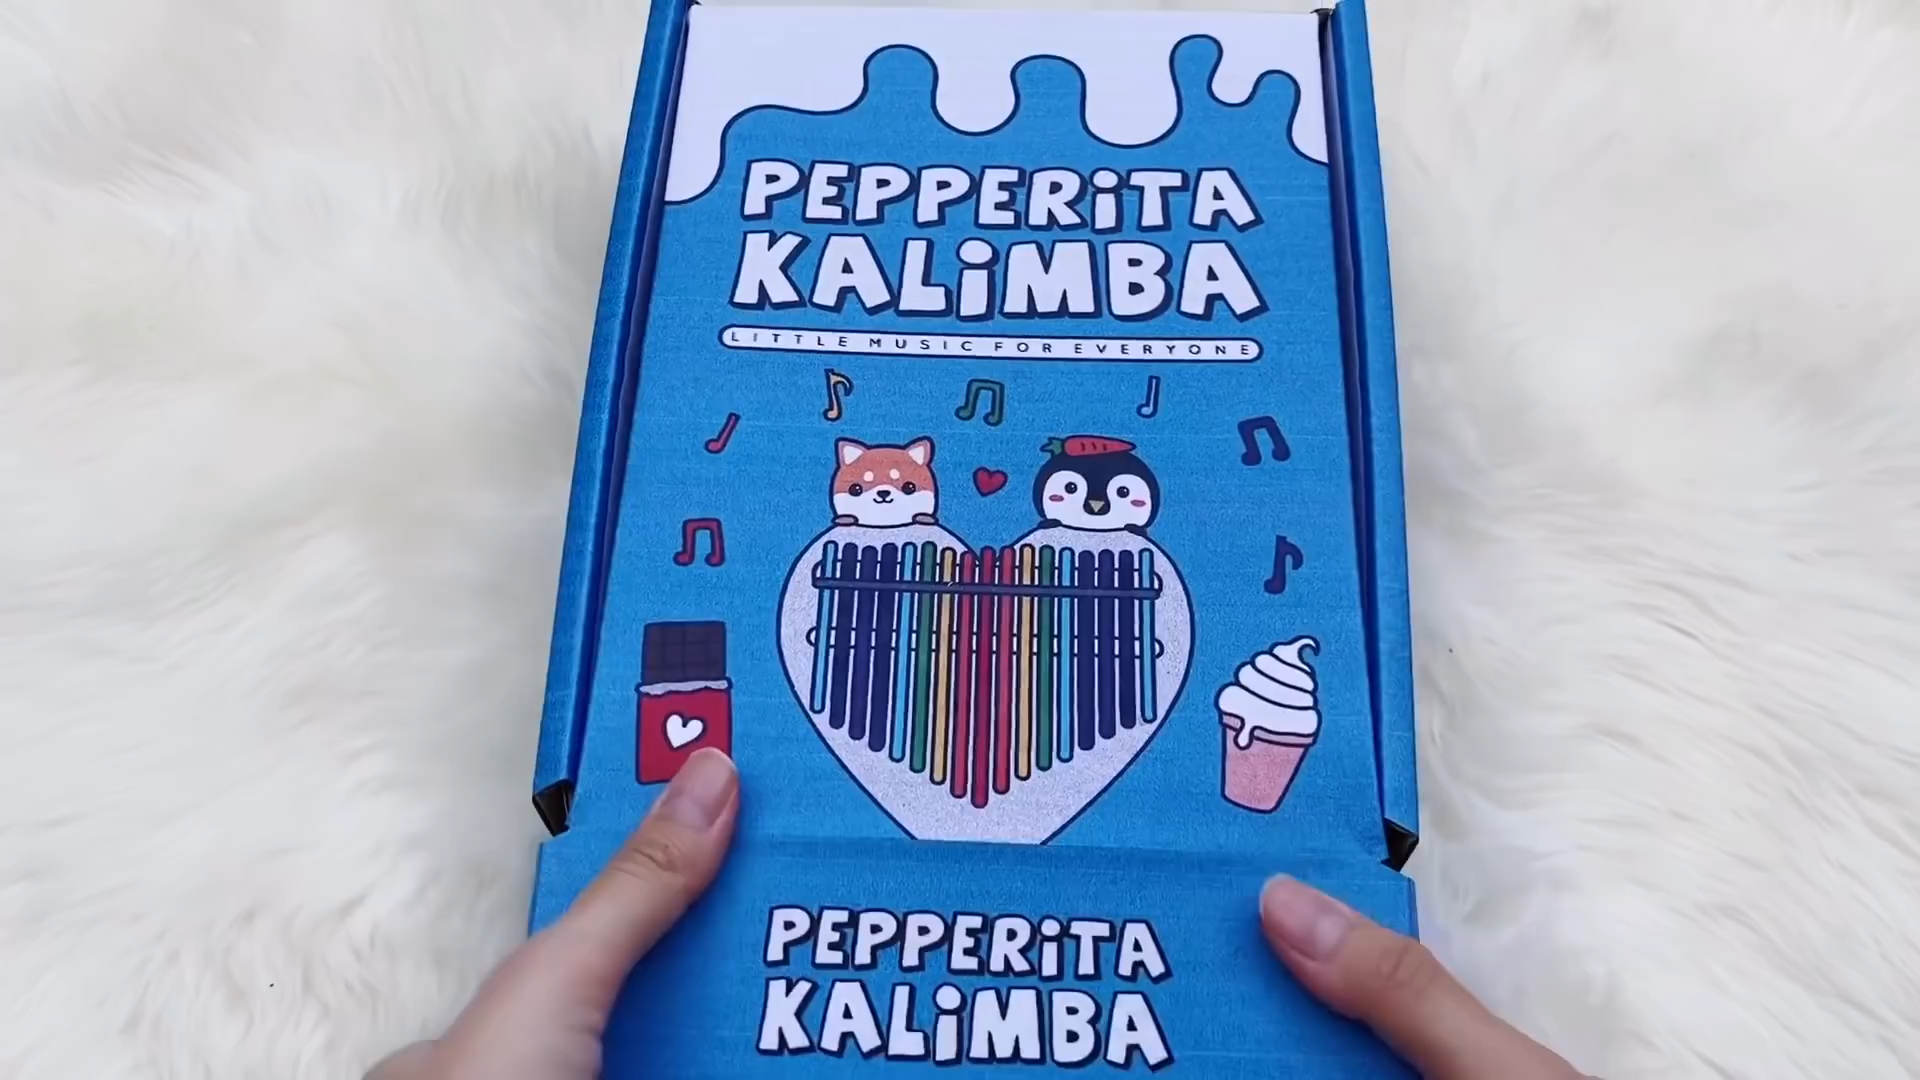 PEPPERiTA
KALiMBA
LITTLE MUSIC FOR EVERYONE
PEPPERiTA
KALiMBA